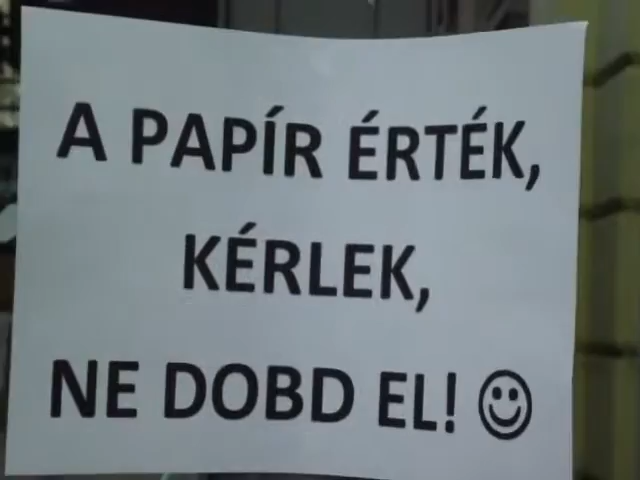 A PAPÍR ÉRTÉK,
KÉRLEK,
NE DOBD EL! ☺